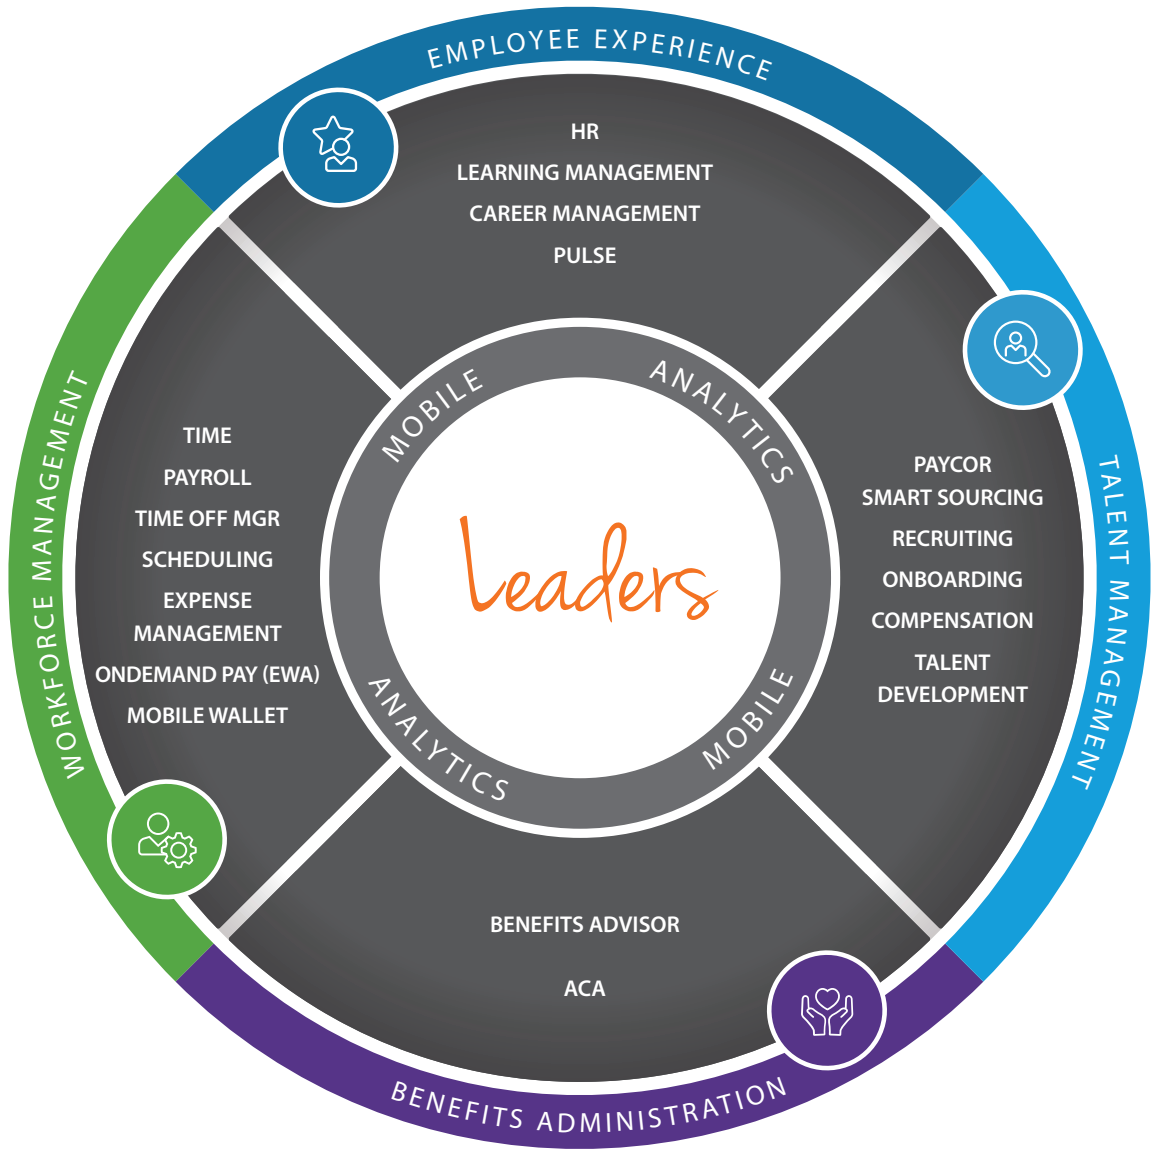 EMPLOYEE EXPERIENCE
HR
LEARNING MANAGEMENT
CAREER MANAGEMENT
PULSE
MOBILE
ANALYTICS
WORKFORCE MANAGEMENT
TIME
PAYROLL
TIME OFF MGR
SCHEDULING
EXPENSE
MANAGEMENT
ONDEMAND PAY (EWA)
MOBILE WALLET
Leaders
TALENT MANAGEMENT
PAYCOR
SMART SOURCING
RECRUITING
ONBOARDING
COMPENSATION
TALENT
DEVELOPMENT
ANALYTICS
MOBILE
BENEFITS ADVISOR
ACA
BENEFITS ADMINISTRATION